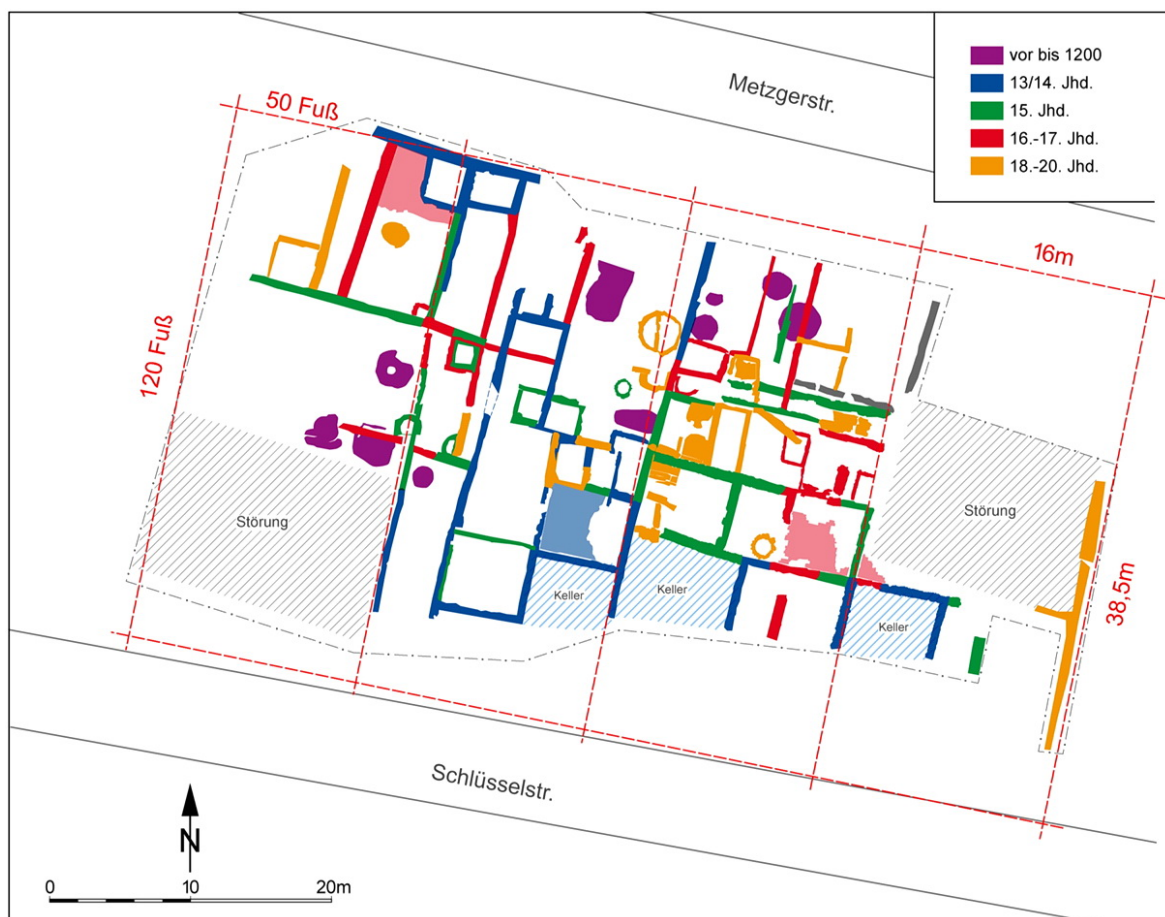 vor bis 1200
13/14. Jhd.
15. Jhd.
16.-17. Jhd.
18.-20. Jhd.
Metzgerstr.
50 Fuß
16m
120 Fuß
Störung
Störung
38,5m
Keller
Keller
Keller
Schlüsselstr.
N
0 10 20m